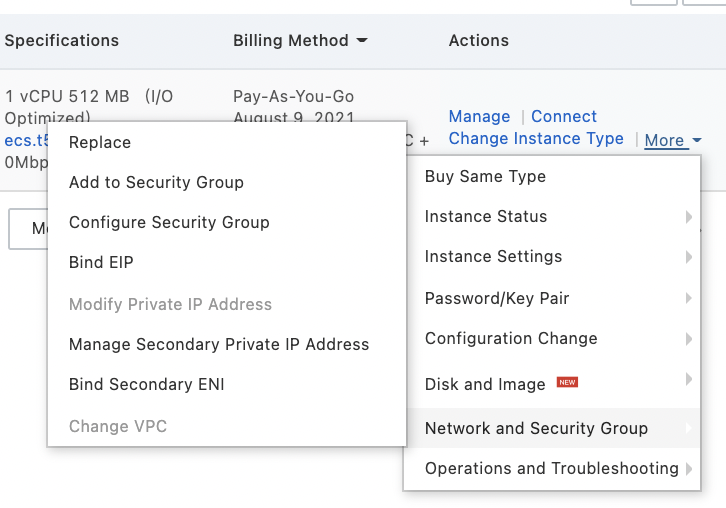 Specifications
Billing Method
Actions
1 vCPU 512 MB (I/O
Optimized)
0Mbp
Pay-As-You-Go
August 9, 2021
C +
Manage | Connect
Change Instance Type | More
Replace
Add to Security Group
Configure Security Group
Bind EIP
Modify Private IP Address
Manage Secondary Private IP Address
Bind Secondary ENI
Change VPC
Buy Same Type
Instance Status
Instance Settings
Password/Key Pair
Configuration Change
Disk and Image NEW
Network and Security Group
Operations and Troubleshooting